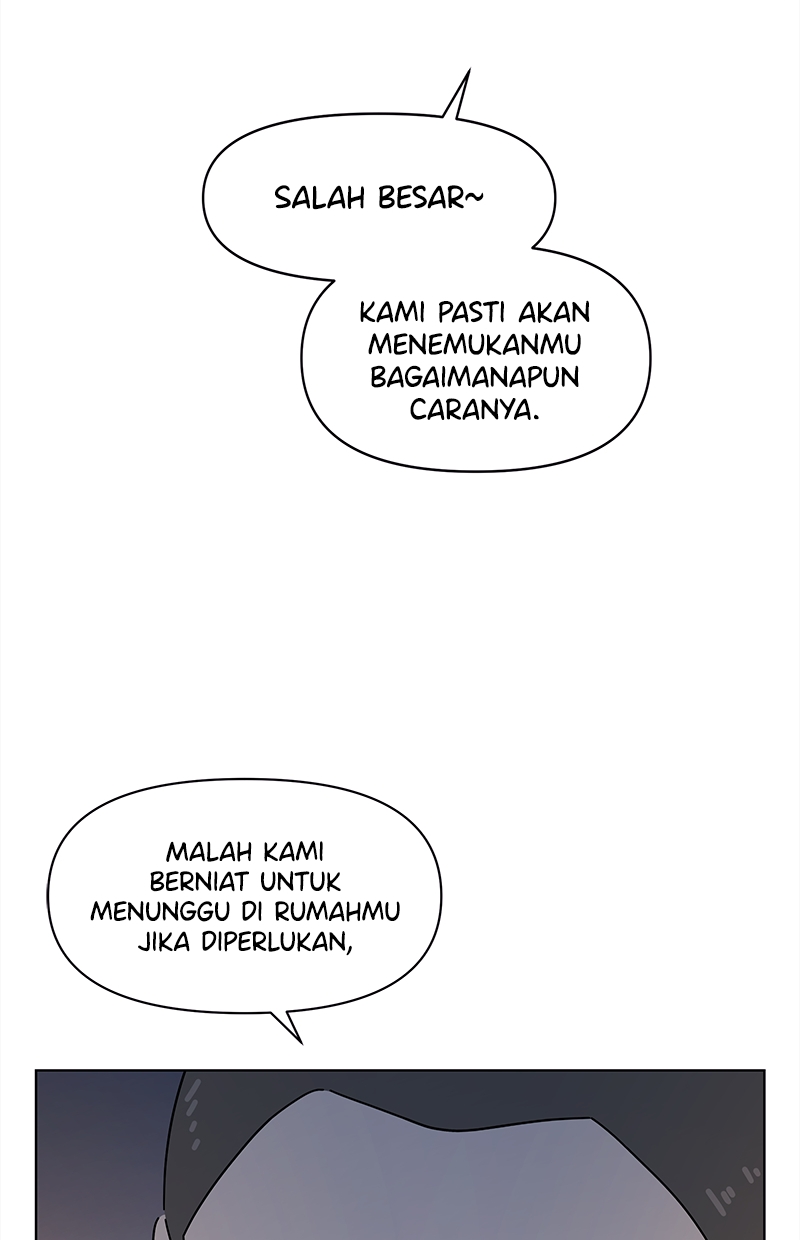 SALAH BESAR~
KAMI PASTI AKAN
MENEMUKANMU
BAGAIMANAPUN
CARANYA.
MALAH KAMI
BERNIAT UNTUK
MENUNGGU DI RUMAHMU
JIKA DIPERLUKAN,